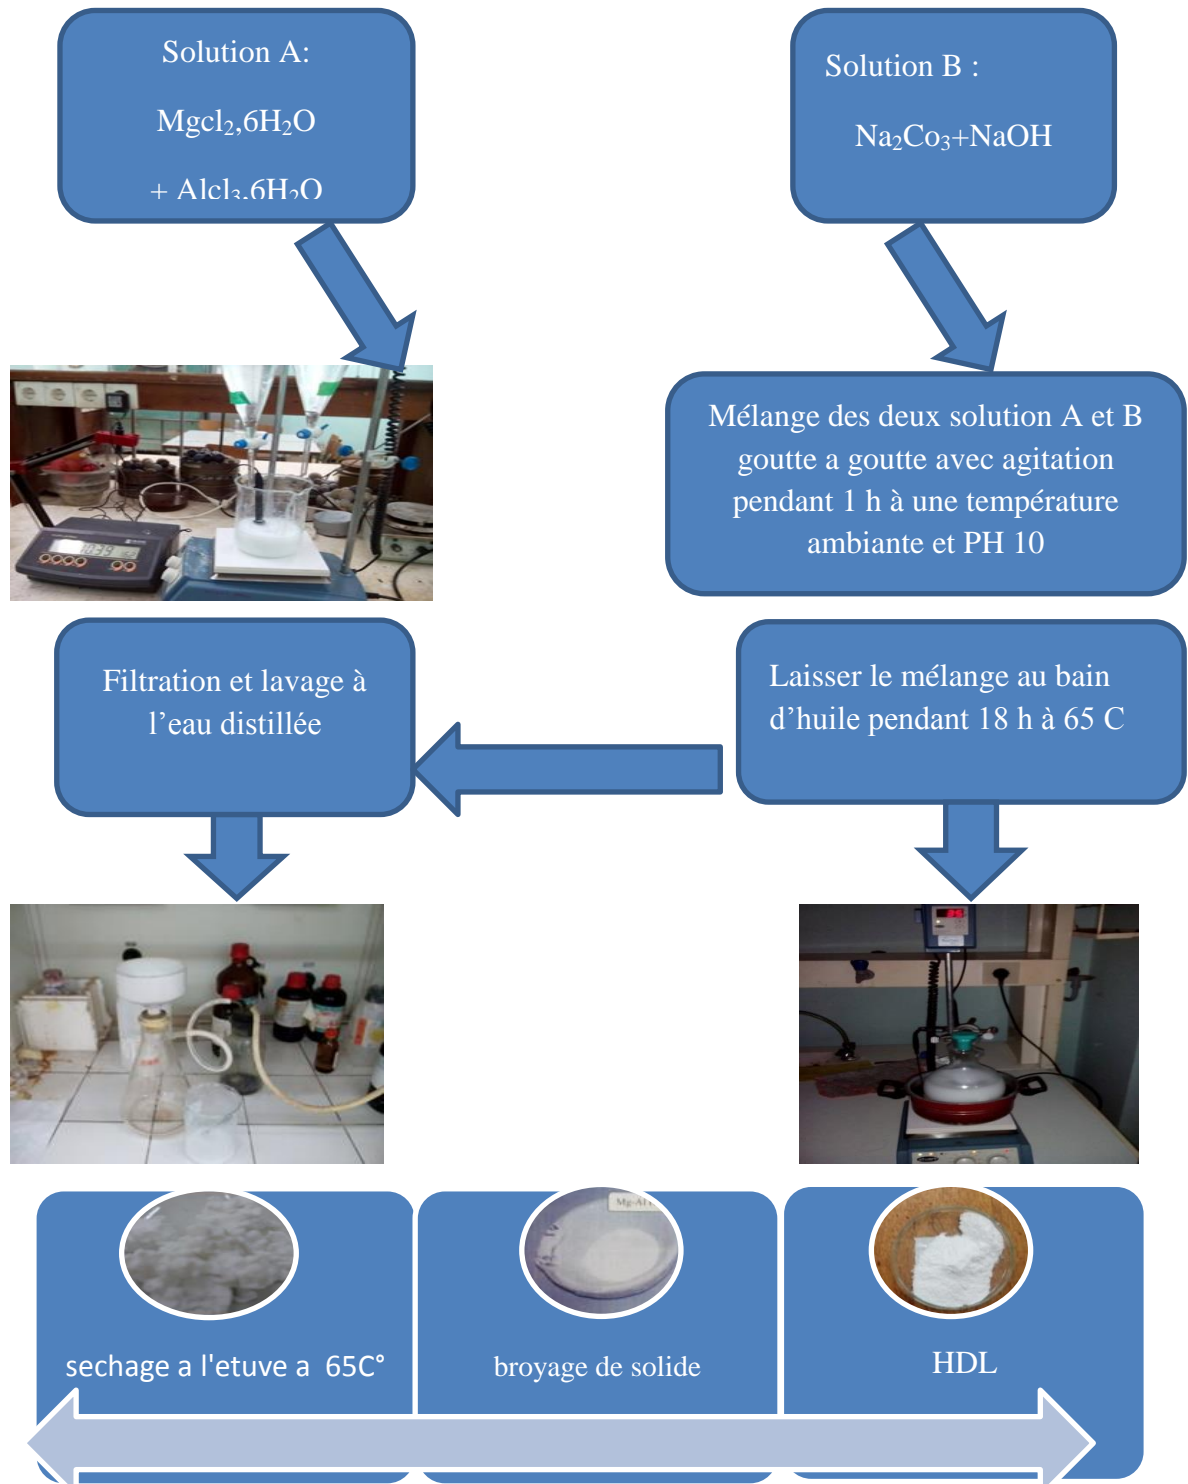 Solution A:
Mgcl₂,6H₂O
+ Alcl₃,6H₂O
Solution B :
Na₂Co₃+NaOH
Mélange des deux solution A et B
goutte a goutte avec agitation
pendant 1 h à une température
ambiante et PH 10
Filtration et lavage à
l’eau distillée
Laisser le mélange au bain
d’huile pendant 18 h à 65 C
sechage a l'etuve a 65C°
broyage de solide
HDL